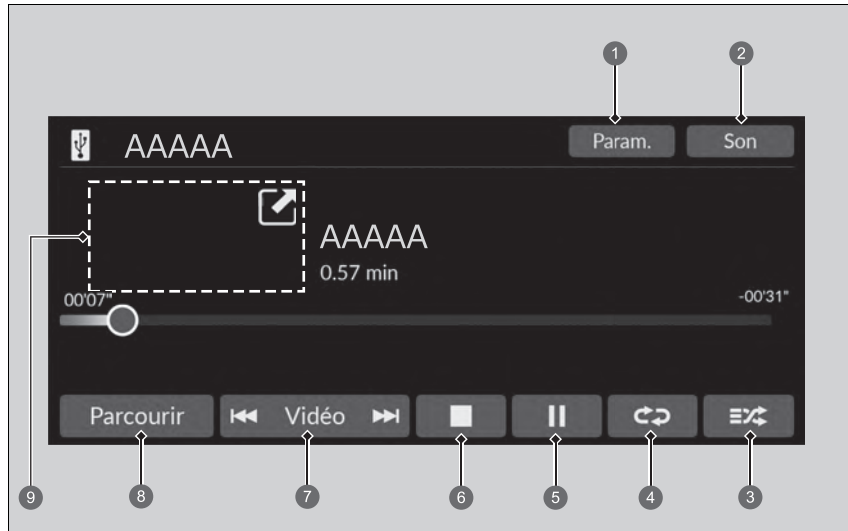 1 2
AAAAA Param. Son
AAAAA
0.57 min
00'07" -00'31"
Parcourir Vidéo
9 8 7 6 5 4 3